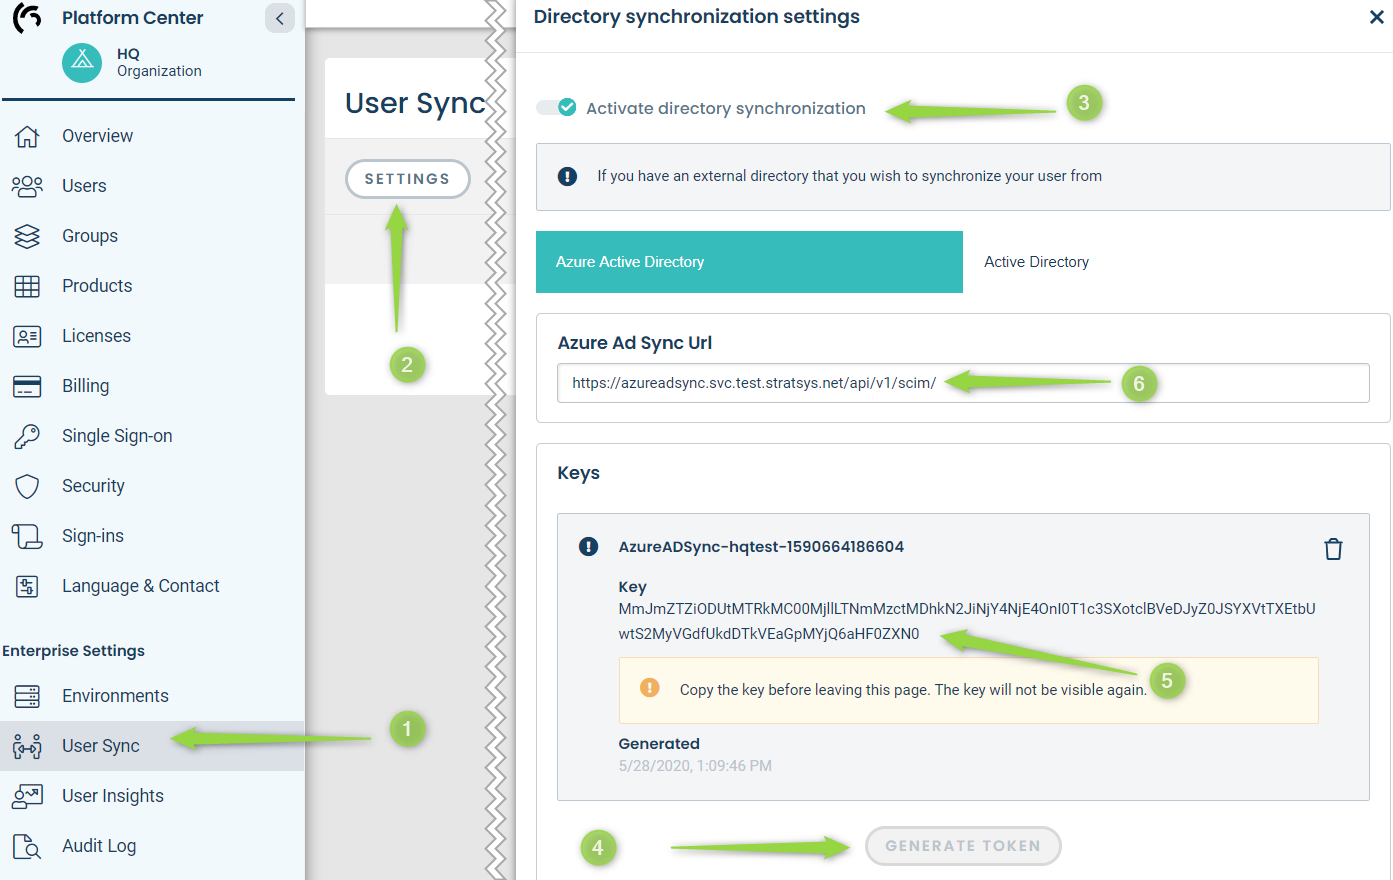 Platform Center
HQ
Organization
Overview
Users
Groups
Products
Licenses
Billing
Single Sign-on
Security
Sign-ins
Language & Contact
Enterprise Settings
Environments
User Sync
1
User Insights
Audit Log
User Sync
SETTINGS
2
Directory synchronization settings
Activate directory synchronization
3
If you have an external directory that you wish to synchronize your user from
Azure Active Directory
Active Directory
Azure Ad Sync Url
https://azureadsync.svc.test.stratsys.net/api/v1/scim/
6
Keys
AzureADSync-hqtest-1590664186604
Key
MmJmZTZiODUtMTRkMC00MjllLTNmMzctMDhkN2JiNjY4NjE4OnI0T1c3SXotclBVeDJyZ0JSYXVtTXEtbU
wtS2MyVGdfUkdDTkVEaGpMYjQ6aHF0ZXN0
5
Copy the key before leaving this page. The key will not be visible again.
Generated
5/28/2020, 1:09:46 PM
4
GENERATE TOKEN